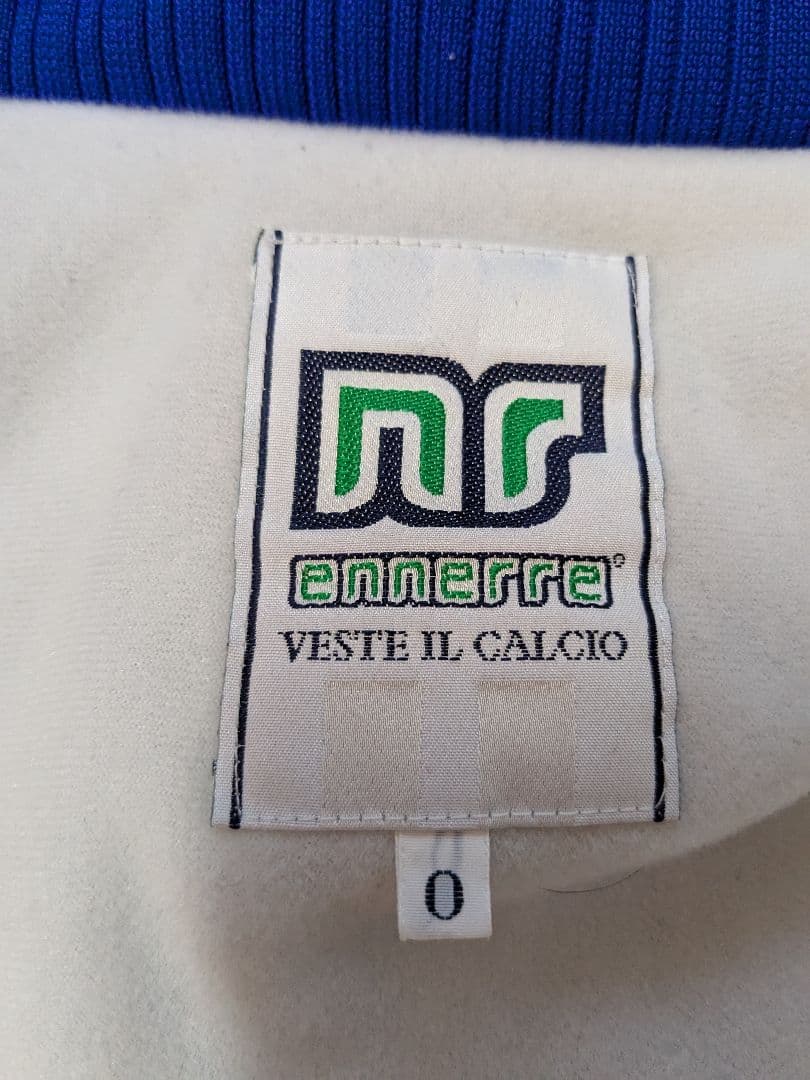 nr
ennerre®
VESTE IL CALCIO
0